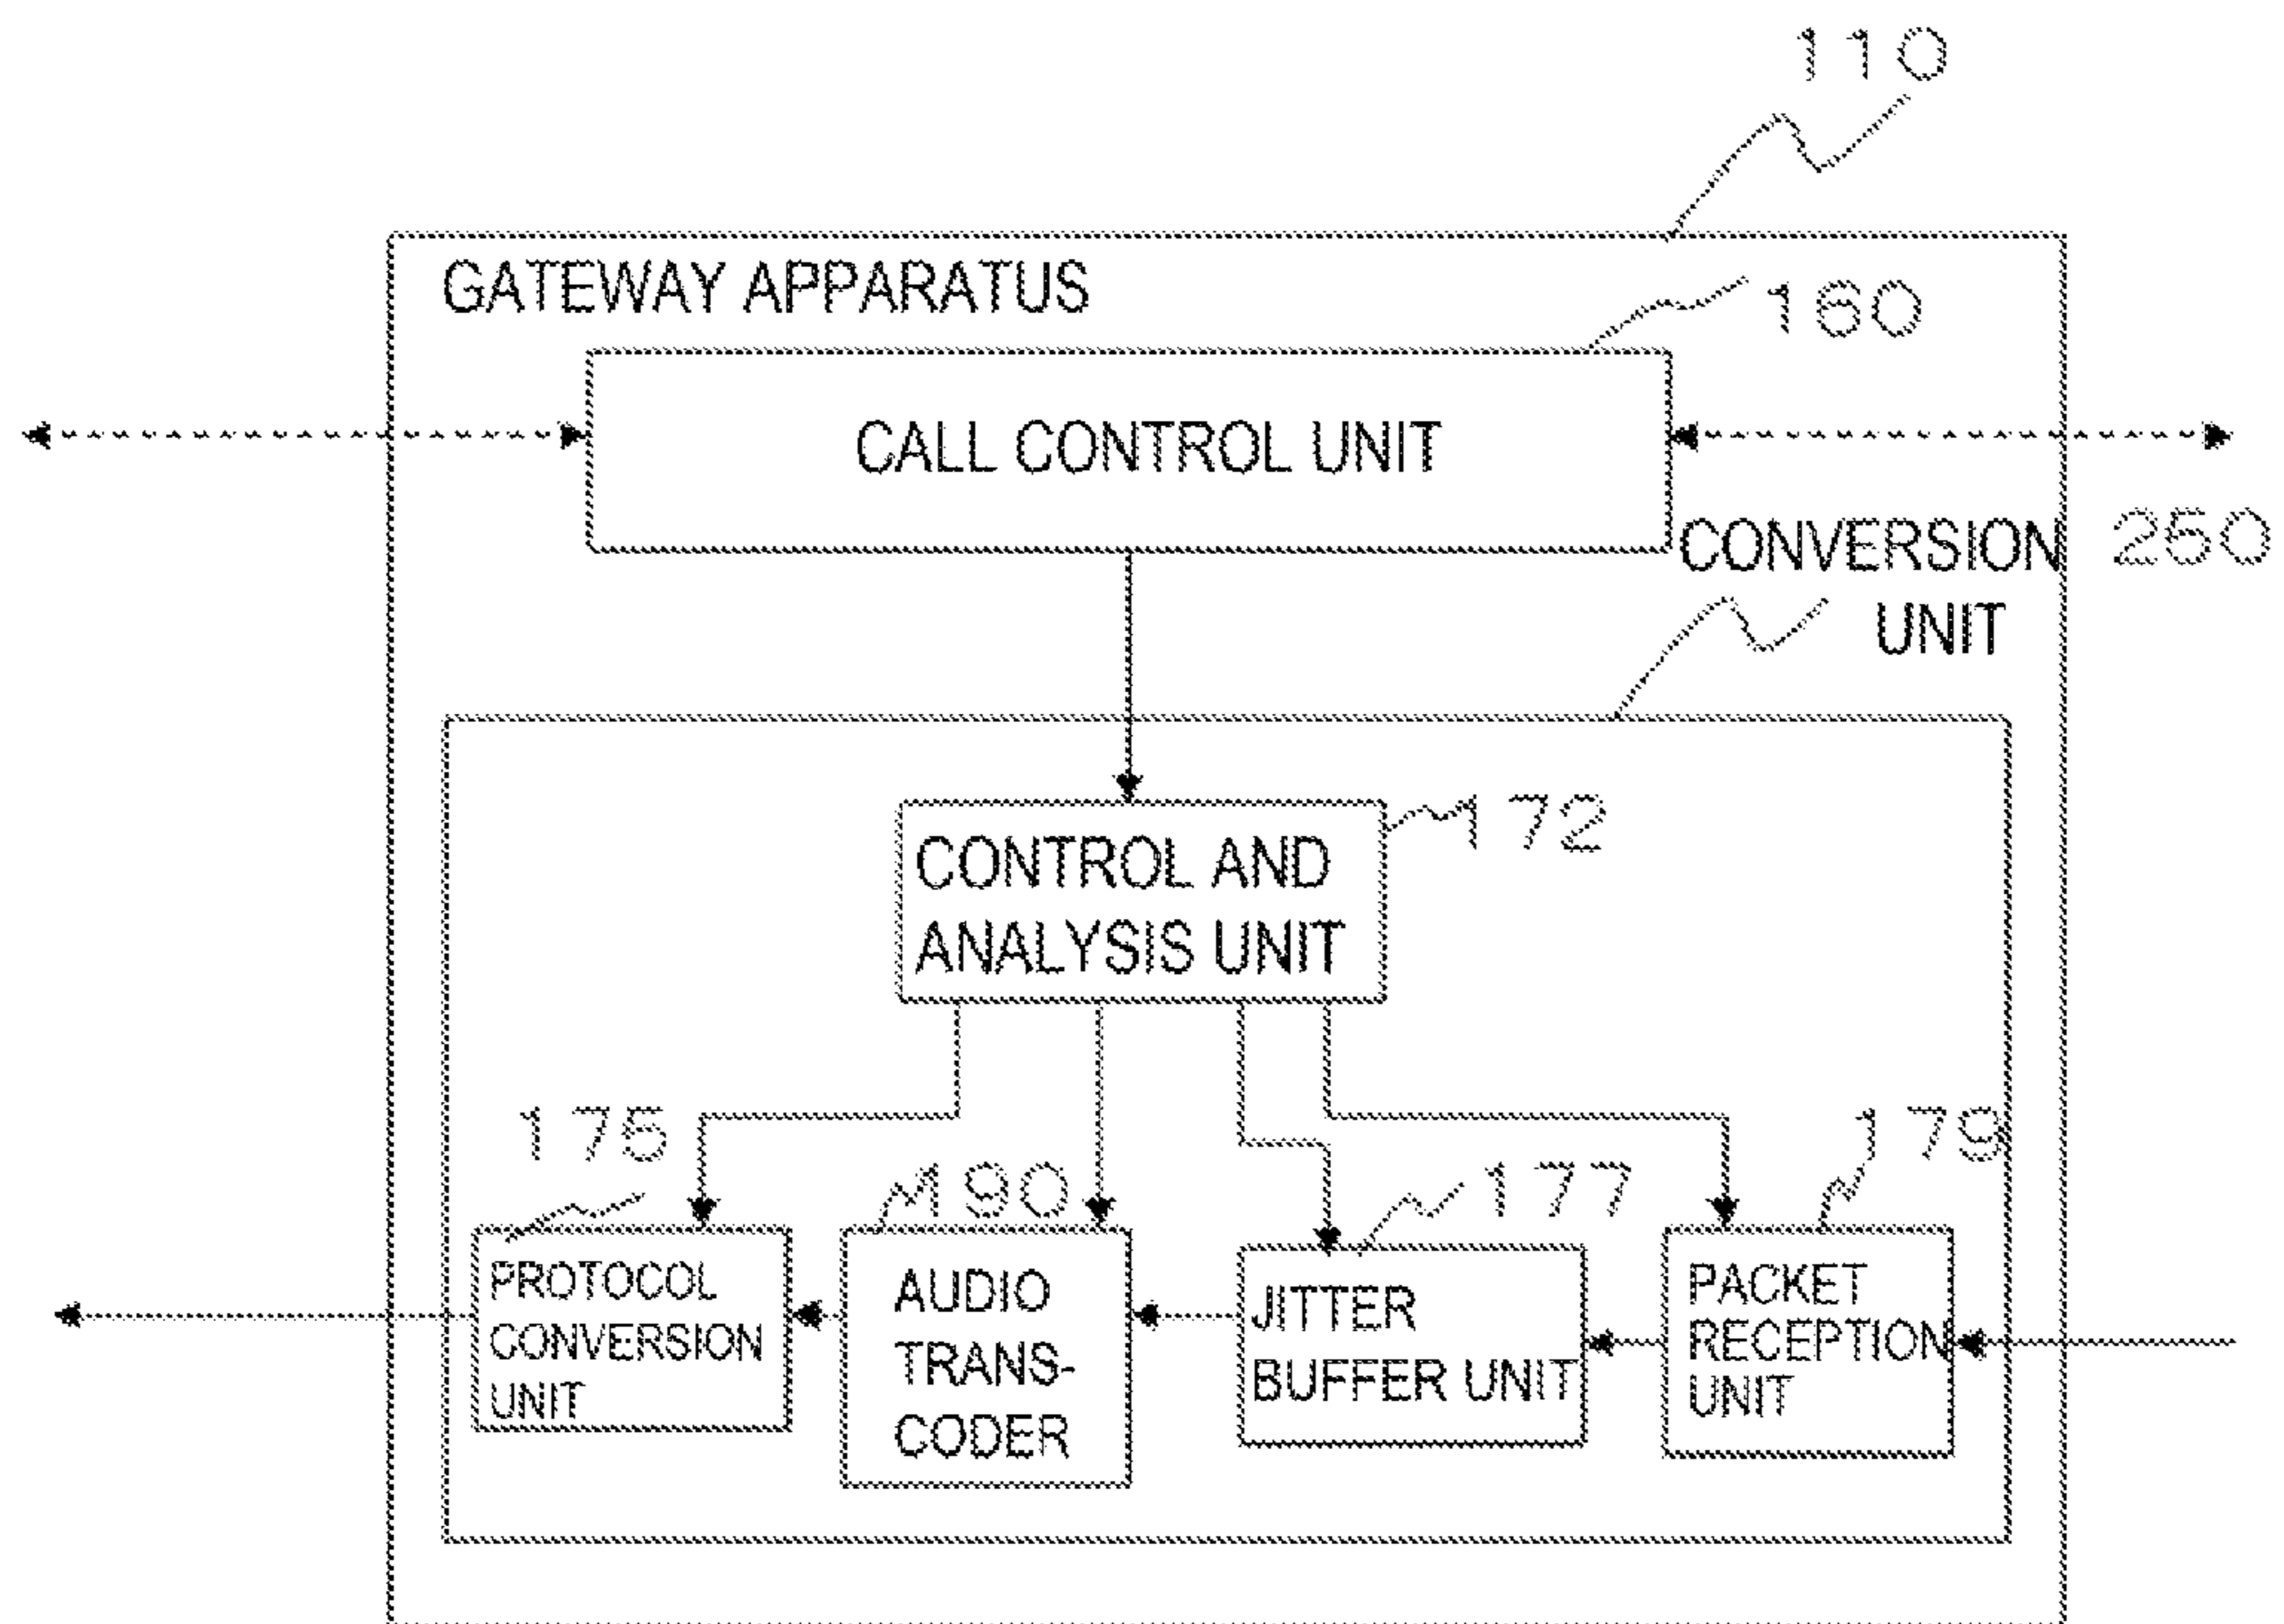 110
GATEWAY APPARATUS
160
CALL CONTROL UNIT
CONVERSION 250
UNIT
172
CONTROL AND
ANALYSIS UNIT
175
190
177
179
PROTOCOL
CONVERSION
UNIT
AUDIO
TRANS-
CODER
JITTER
BUFFER UNIT
PACKET
RECEPTION
UNIT